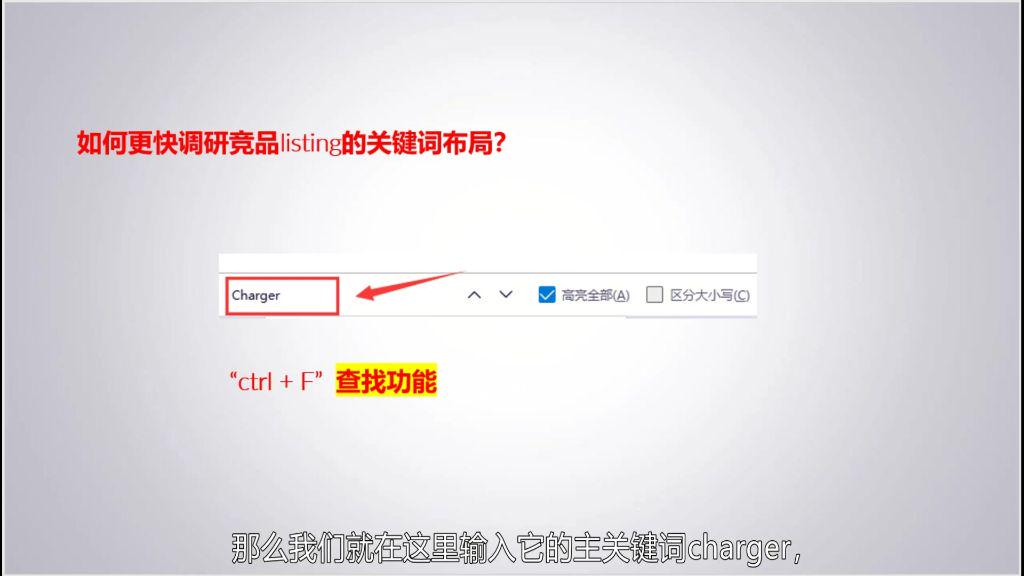 如何更快调研竞品listing的关键词布局？
Charger
高亮全部(A)
区分大小写(C)
“ctrl + F” 查找功能
那么我们就在这里输入它的主关键词charger,